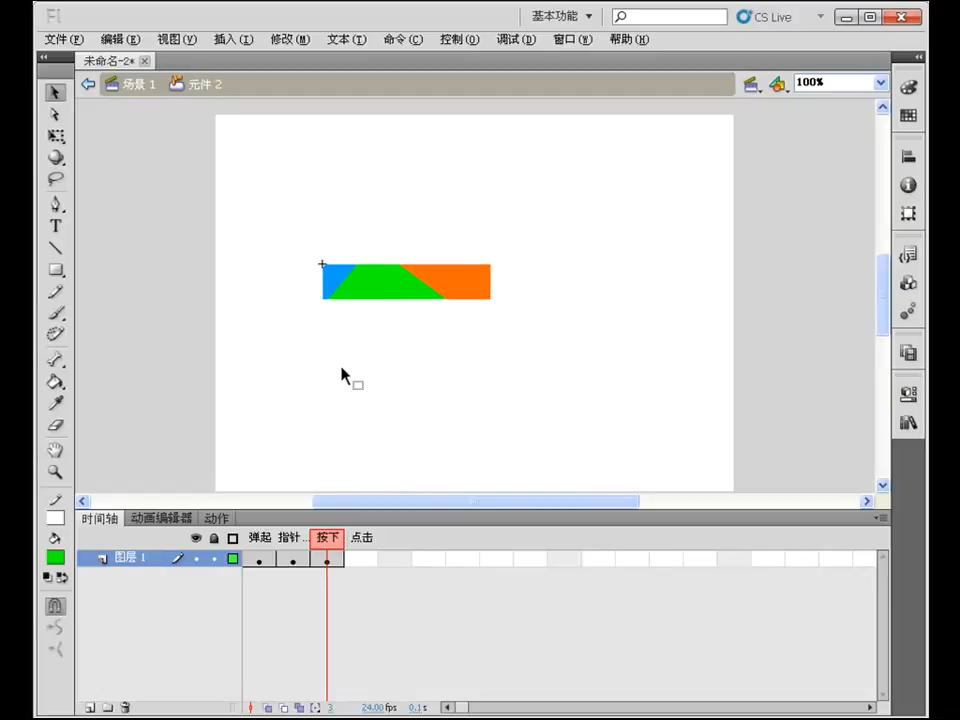 Fl
基本功能
CS Live
文件(F) 编辑(E) 视图(V) 插入(I) 修改(M) 文本(T) 命令(C) 控制(O) 调试(D) 窗口(W) 帮助(H)
未命名-2*
场景 1 元件 2
100%
T
时间轴 动画编辑器 动作
弹起 指针... 按下 点击
图层 1
3 24.00fps 0.1s